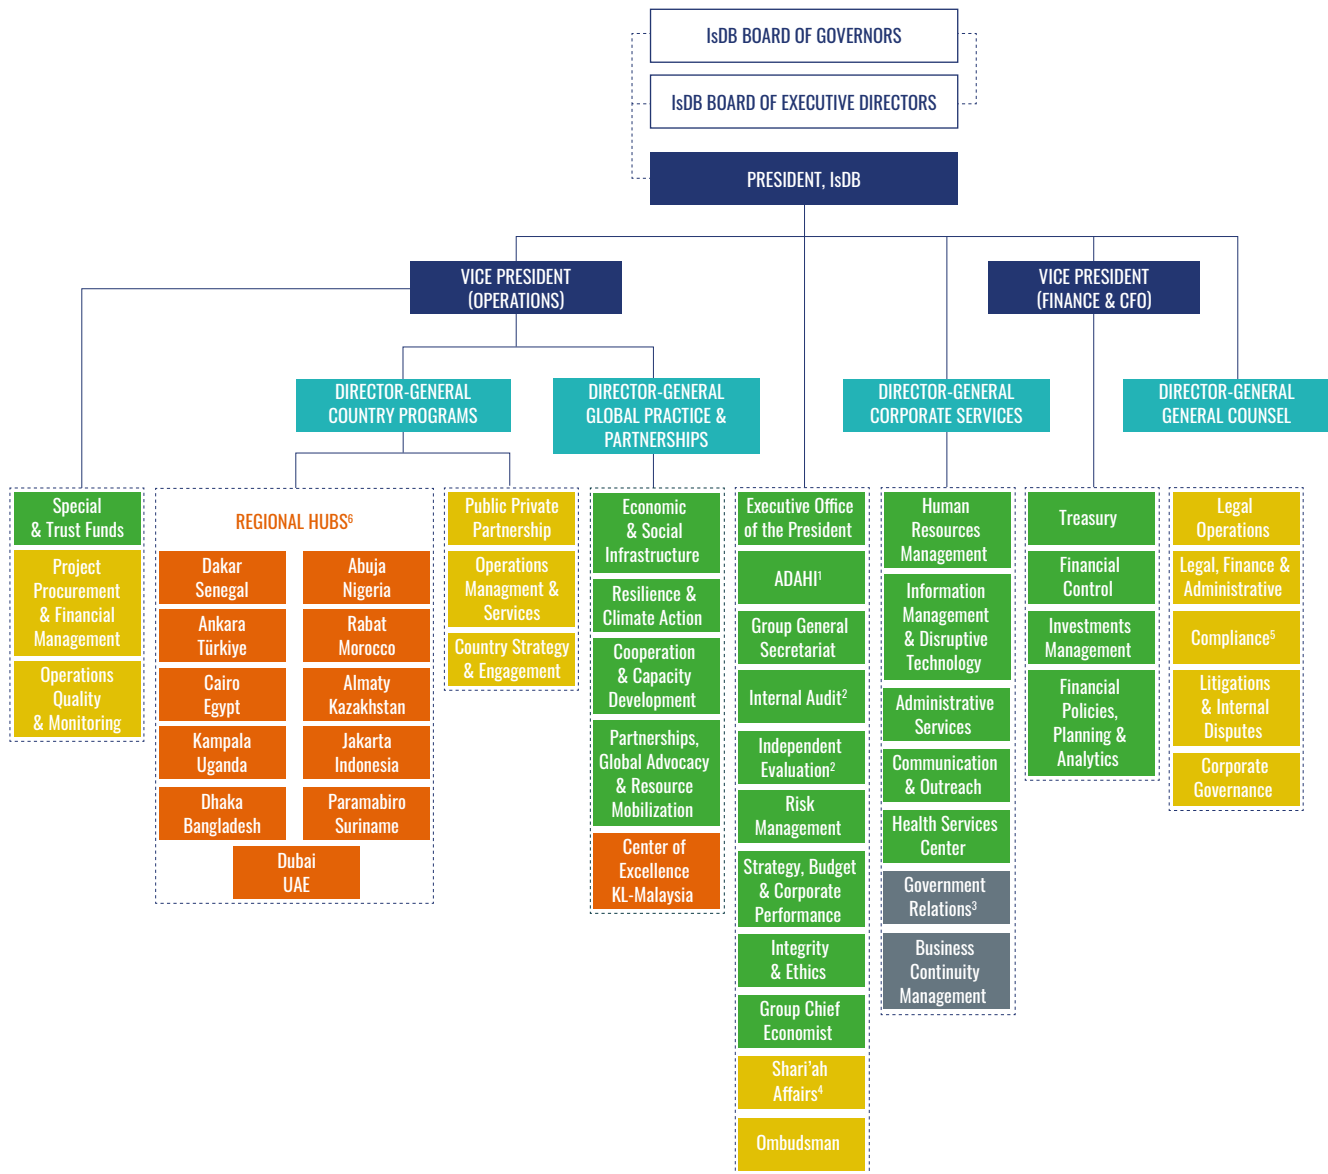 IsDB BOARD OF GOVERNORS
IsDB BOARD OF EXECUTIVE DIRECTORS
PRESIDENT, IsDB
VICE PRESIDENT
(OPERATIONS)
VICE PRESIDENT
(FINANCE & CFO)
DIRECTOR-GENERAL
COUNTRY PROGRAMS
DIRECTOR-GENERAL
GLOBAL PRACTICE &
PARTNERSHIPS
DIRECTOR-GENERAL
CORPORATE SERVICES
DIRECTOR-GENERAL
GENERAL COUNSEL
Special
& Trust Funds
Project
Procurement
& Financial
Management
Operations
Quality
& Monitoring
REGIONAL HUBS⁶
Dakar
Senegal
Abuja
Nigeria
Ankara
Türkiye
Rabat
Morocco
Cairo
Egypt
Almaty
Kazakhstan
Kampala
Uganda
Jakarta
Indonesia
Dhaka
Bangladesh
Paramabiro
Suriname
Dubai
UAE
Public Private
Partnership
Operations
Managment &
Services
Country Strategy
& Engagement
Economic
& Social
Infrastructure
Resilience &
Climate Action
Cooperation
& Capacity
Development
Partnerships,
Global Advocacy
& Resource
Mobilization
Center of
Excellence
KL-Malaysia
Executive Office
of the President
ADAHI¹
Group General
Secretariat
Internal Audit²
Independent
Evaluation²
Risk
Management
Strategy, Budget
& Corporate
Performance
Integrity
& Ethics
Group Chief
Economist
Shari’ah
Affairs⁴
Ombudsman
Human
Resources
Management
Information
Management
& Disruptive
Technology
Administrative
Services
Communication
& Outreach
Health Services
Center
Government
Relations³
Business
Continuity
Management
Treasury
Financial
Control
Investments
Management
Financial
Policies,
Planning &
Analytics
Legal
Operations
Legal, Finance &
Administrative
Compliance⁵
Litigations
& Internal
Disputes
Corporate
Governance